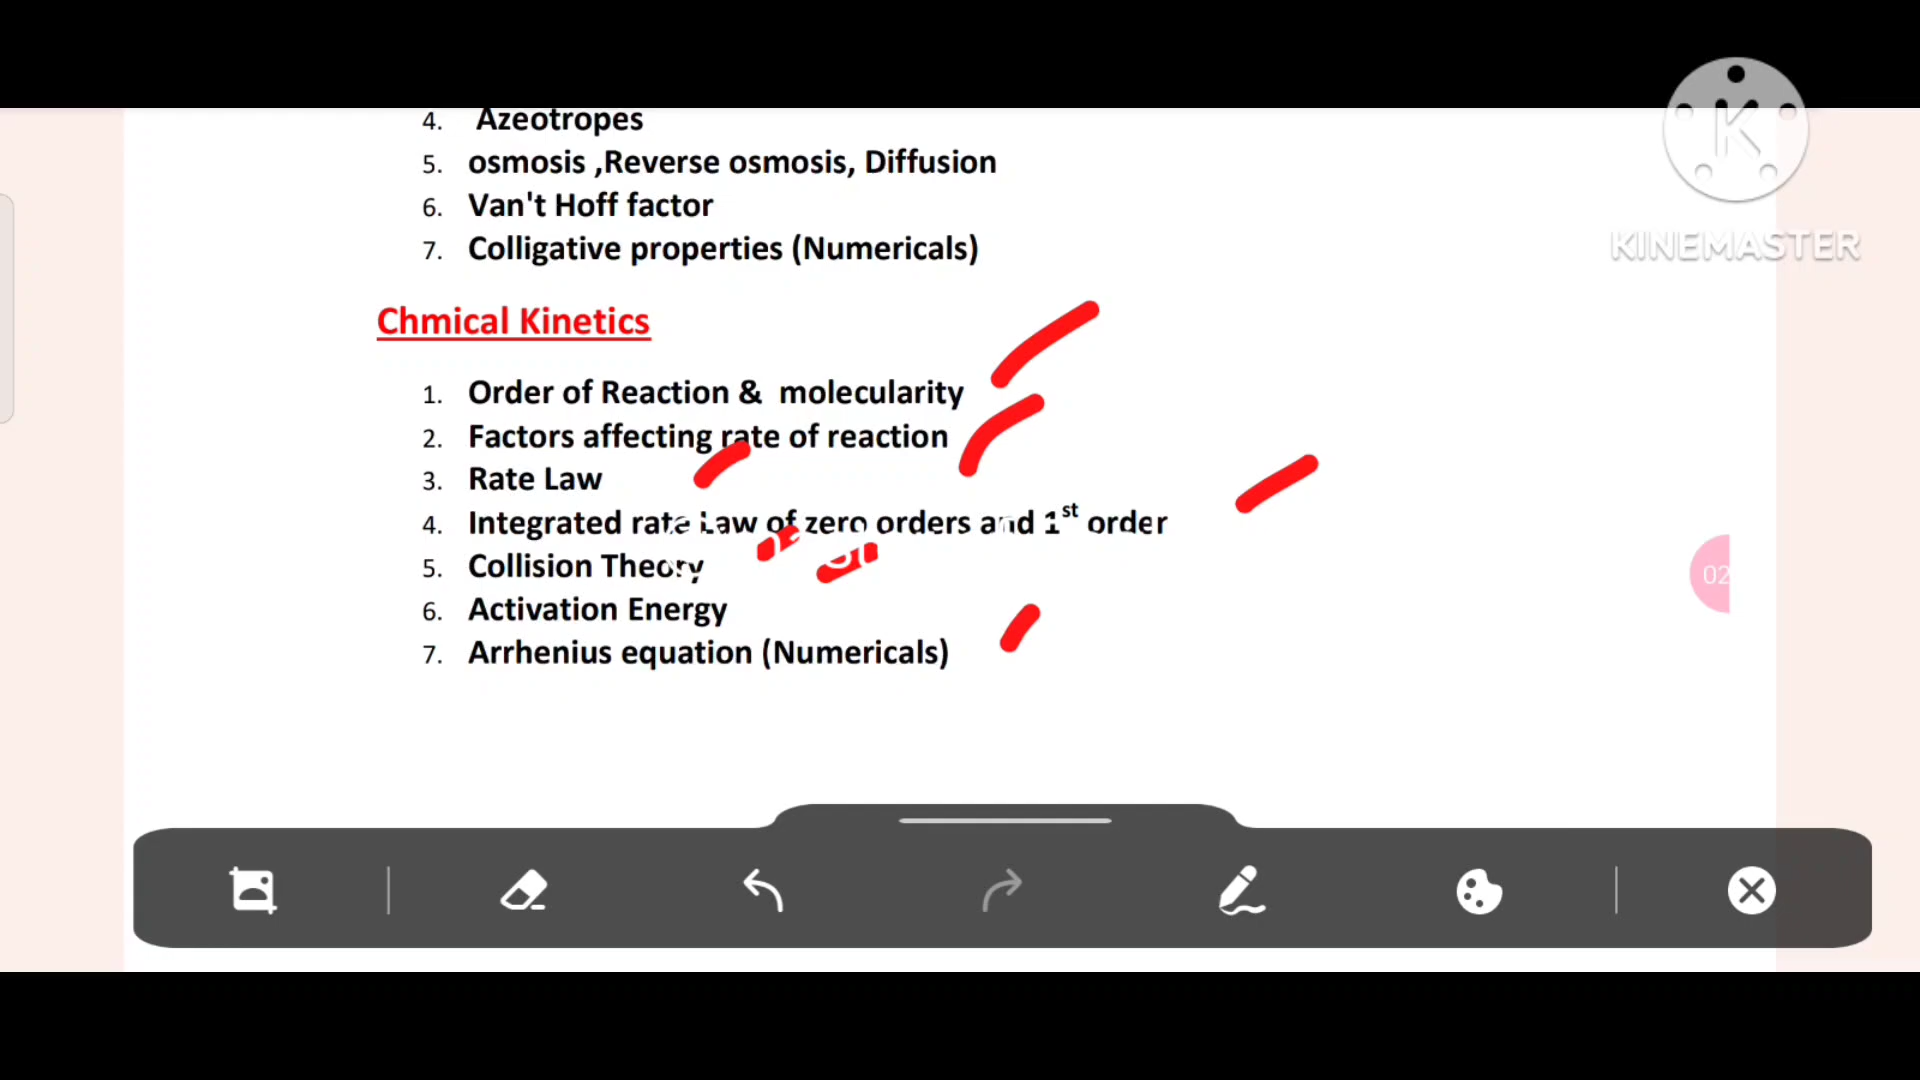 4. Azeotropes
5. osmosis ,Reverse osmosis, Diffusion
6. Van't Hoff factor
7. Colligative properties (Numericals)
Chmical Kinetics
1. Order of Reaction & molecularity
2. Factors affecting rate of reaction
3. Rate Law
4. Integrated rate Law of zero orders and 1st order
5. Collision Theory
6. Activation Energy
7. Arrhenius equation (Numericals)
K
KINEMASTER
02